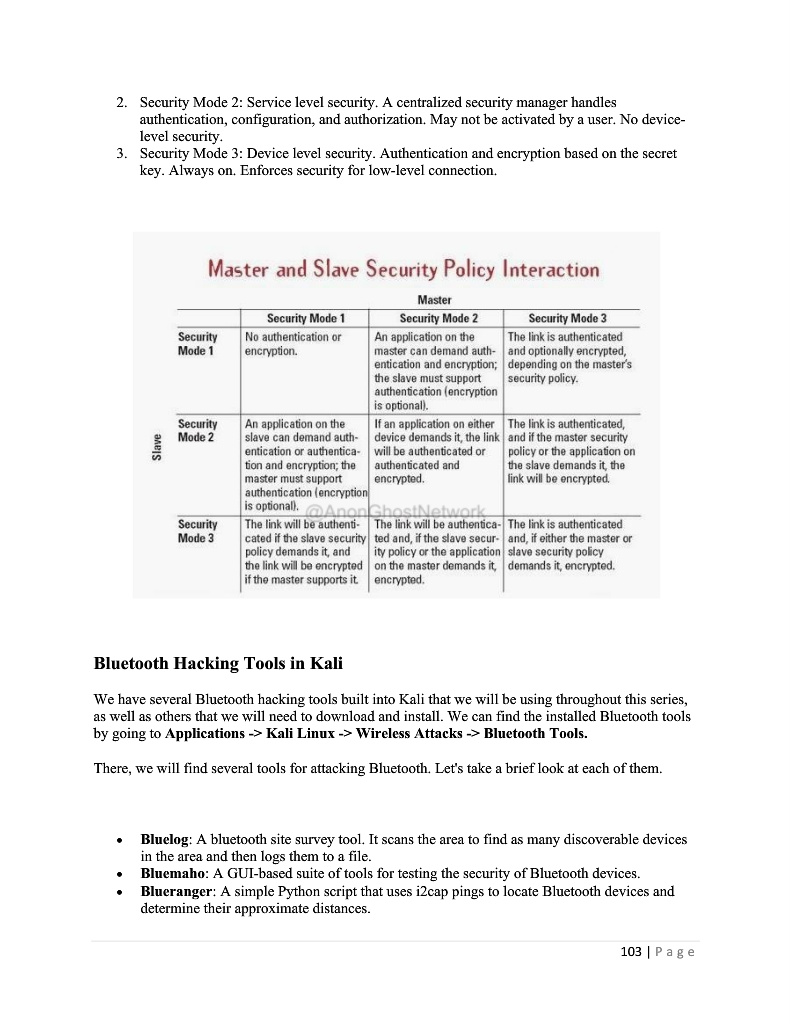 2. Security Mode 2: Service level security. A centralized security manager handles
authentication, configuration, and authorization. May not be activated by a user. No device-
level security.
3. Security Mode 3: Device level security. Authentication and encryption based on the secret
key. Always on. Enforces security for low-level connection.
Master and Slave Security Policy Interaction
Master
Security Mode 1
Security Mode 2
Security Mode 3
Slave
Security
Mode 1
No authentication or
encryption.
An application on the
master can demand auth-
entication and encryption;
the slave must support
authentication (encryption
is optional).
The link is authenticated
and optionally encrypted,
depending on the master's
security policy.
Security
Mode 2
An application on the
slave can demand auth-
entication or authentica-
tion and encryption; the
master must support
authentication (encryption
is optional).
If an application on either
device demands it, the link
will be authenticated or
authenticated and
encrypted.
The link is authenticated,
and if the master security
policy or the application on
the slave demands it, the
link will be encrypted.
@AnonGhostNetwork
Security
Mode 3
The link will be authenti-
cated if the slave security
policy demands it, and
the link will be encrypted
if the master supports it.
The link will be authentica-
ted and, if the slave secur-
ity policy or the application
on the master demands it,
encrypted.
The link is authenticated
and, if either the master or
slave security policy
demands it, encrypted.
Bluetooth Hacking Tools in Kali
We have several Bluetooth hacking tools built into Kali that we will be using throughout this series,
as well as others that we will need to download and install. We can find the installed Bluetooth tools
by going to Applications -> Kali Linux -> Wireless Attacks -> Bluetooth Tools.
There, we will find several tools for attacking Bluetooth. Let's take a brief look at each of them.
• Bluelog: A bluetooth site survey tool. It scans the area to find as many discoverable devices
in the area and then logs them to a file.
• Bluemaho: A GUI-based suite of tools for testing the security of Bluetooth devices.
• Blueranger: A simple Python script that uses i2cap pings to locate Bluetooth devices and
determine their approximate distances.
103 | Page